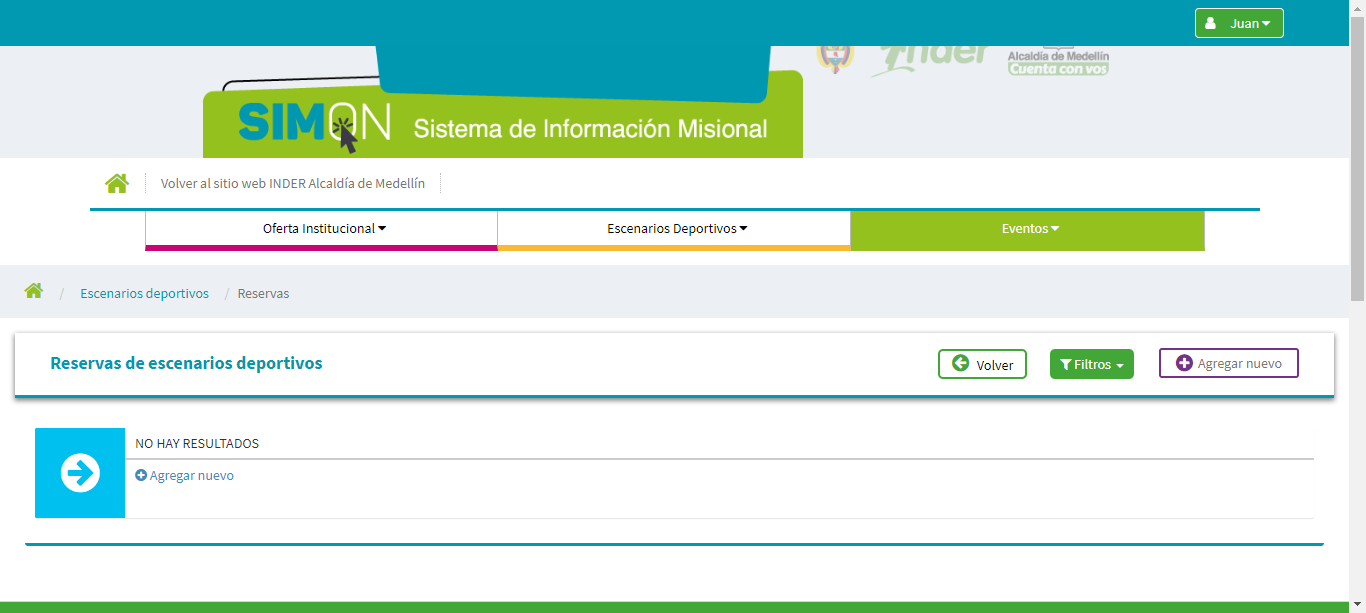 Juan
inder
Alcaldía de Medellín
Cuenta con vos
SIMON Sistema de Información Misional
Volver al sitio web INDER Alcaldía de Medellín
Oferta Institucional Escenarios Deportivos Eventos
/ Escenarios deportivos / Reservas
Reservas de escenarios deportivos Volver Filtros Agregar nuevo
NO HAY RESULTADOS
Agregar nuevo